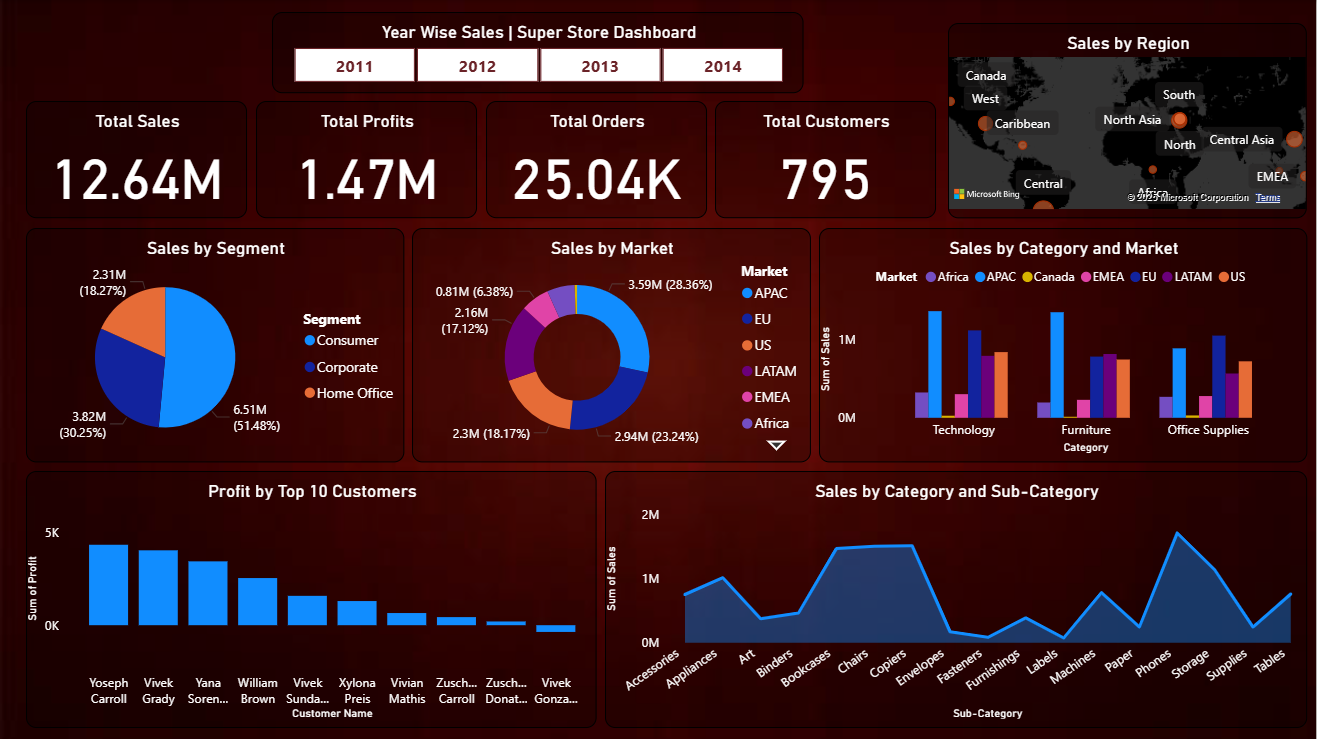 Year Wise Sales | Super Store Dashboard
2011
2012
2013
2014
Total Sales
12.64M
Total Profits
1.47M
Total Orders
25.04K
Total Customers
795
Sales by Region
Canada
West
Caribbean
Central
South
North Asia
North
Central Asia
EMEA
Africa
Microsoft Bing
© 2025 Microsoft Corporation Terms
Sales by Segment
2.31M
(18.27%)
3.82M
(30.25%)
6.51M
(51.48%)
Segment
Consumer
Corporate
Home Office
Sales by Market
0.81M (6.38%)
2.16M
(17.12%)
2.3M (18.17%)
3.59M (28.36%)
2.94M (23.24%)
Market
APAC
EU
US
LATAM
EMEA
Africa
Sales by Category and Market
Market Africa APAC Canada EMEA EU LATAM US
Sum of Sales
1M
0M
Technology
Furniture
Office Supplies
Category
Profit by Top 10 Customers
Sum of Profit
5K
0K
Yoseph
Carroll
Vivek
Grady
Yana
Soren...
William
Brown
Vivek
Sunda...
Xylona
Preis
Vivian
Mathis
Zusch...
Carroll
Zusch...
Donat...
Vivek
Gonza...
Customer Name
Sales by Category and Sub-Category
Sum of Sales
2M
1M
0M
Accessories
Appliances
Art
Binders
Bookcases
Chairs
Copiers
Envelopes
Fasteners
Furnishings
Labels
Machines
Paper
Phones
Storage
Supplies
Tables
Sub-Category